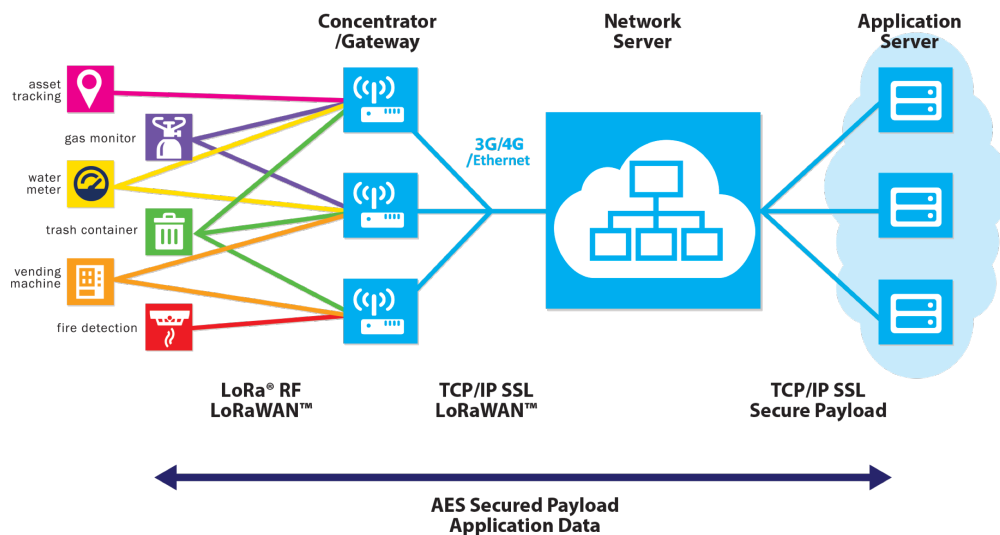 Concentrator
/Gateway
Network
Server
Application
Server
asset
tracking
gas monitor
water
meter
trash container
vending
machine
fire detection
3G/4G
/Ethernet
LoRa® RF
LoRaWAN™
TCP/IP SSL
LoRaWAN™
TCP/IP SSL
Secure Payload
AES Secured Payload
Application Data